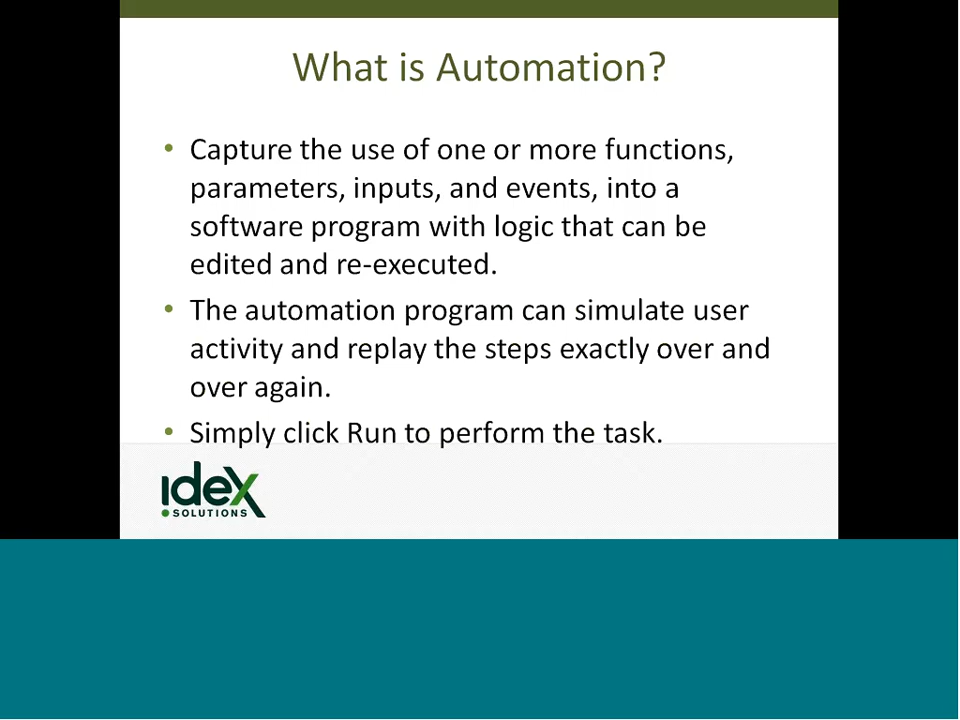 What is Automation?
• Capture the use of one or more functions,
parameters, inputs, and events, into a
software program with logic that can be
edited and re-executed.
• The automation program can simulate user
activity and replay the steps exactly over and
over again.
• Simply click Run to perform the task.
ideX
SOLUTIONS